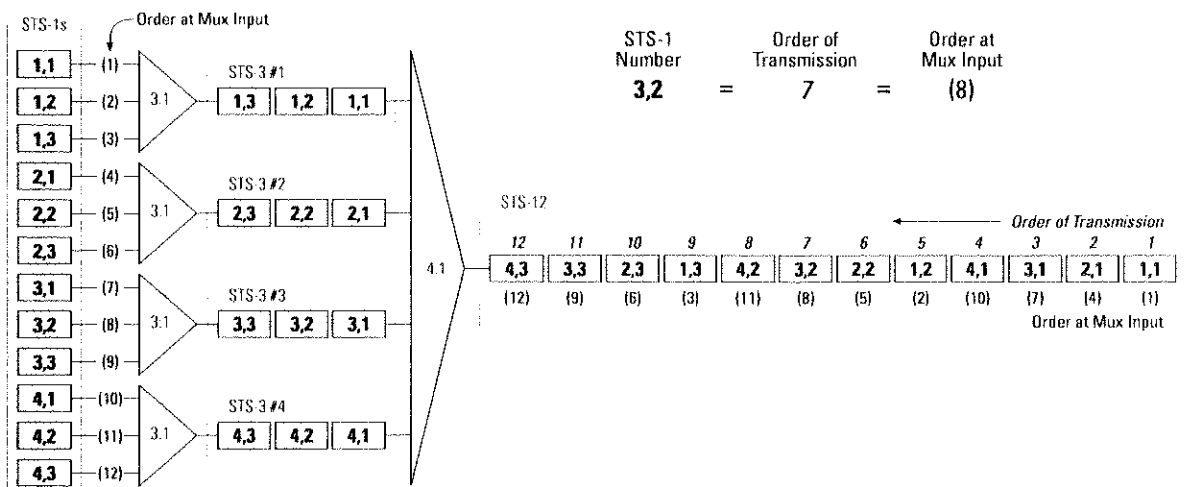 STS-1s
Order at Mux Input
1,1 (1)
1,2 (2)
1,3 (3)
2,1 (4)
2,2 (5)
2,3 (6)
3,1 (7)
3,2 (8)
3,3 (9)
4,1 (10)
4,2 (11)
4,3 (12)
3.1
STS-3 #1
1,3 1,2 1,1
3.1
STS-3 #2
2,3 2,2 2,1
3.1
STS-3 #3
3,3 3,2 3,1
3.1
STS-3 #4
4,3 4,2 4,1
4.1
STS-1 Order of Order at
Number Transmission Mux Input
3,2 = 7 = (8)
STS-12
Order of Transmission
12 11 10 9 8 7 6 5 4 3 2 1
4,3 3,3 2,3 1,3 4,2 3,2 2,2 1,2 4,1 3,1 2,1 1,1
(12) (9) (6) (3) (11) (8) (5) (2) (10) (7) (4) (1)
Order at Mux Input